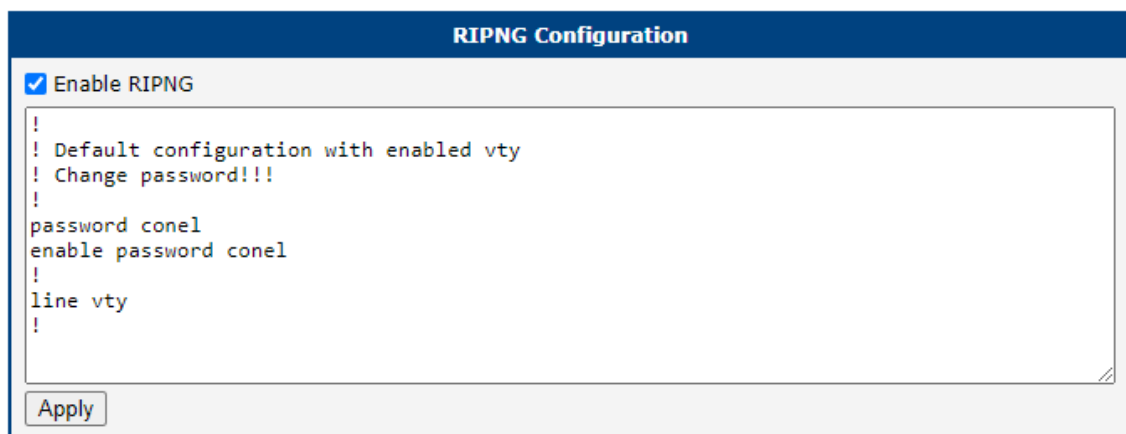 RIPNG Configuration
Enable RIPNG
!
! Default configuration with enabled vty
! Change password!!!
!
password conel
enable password conel
!
line vty
!
Apply